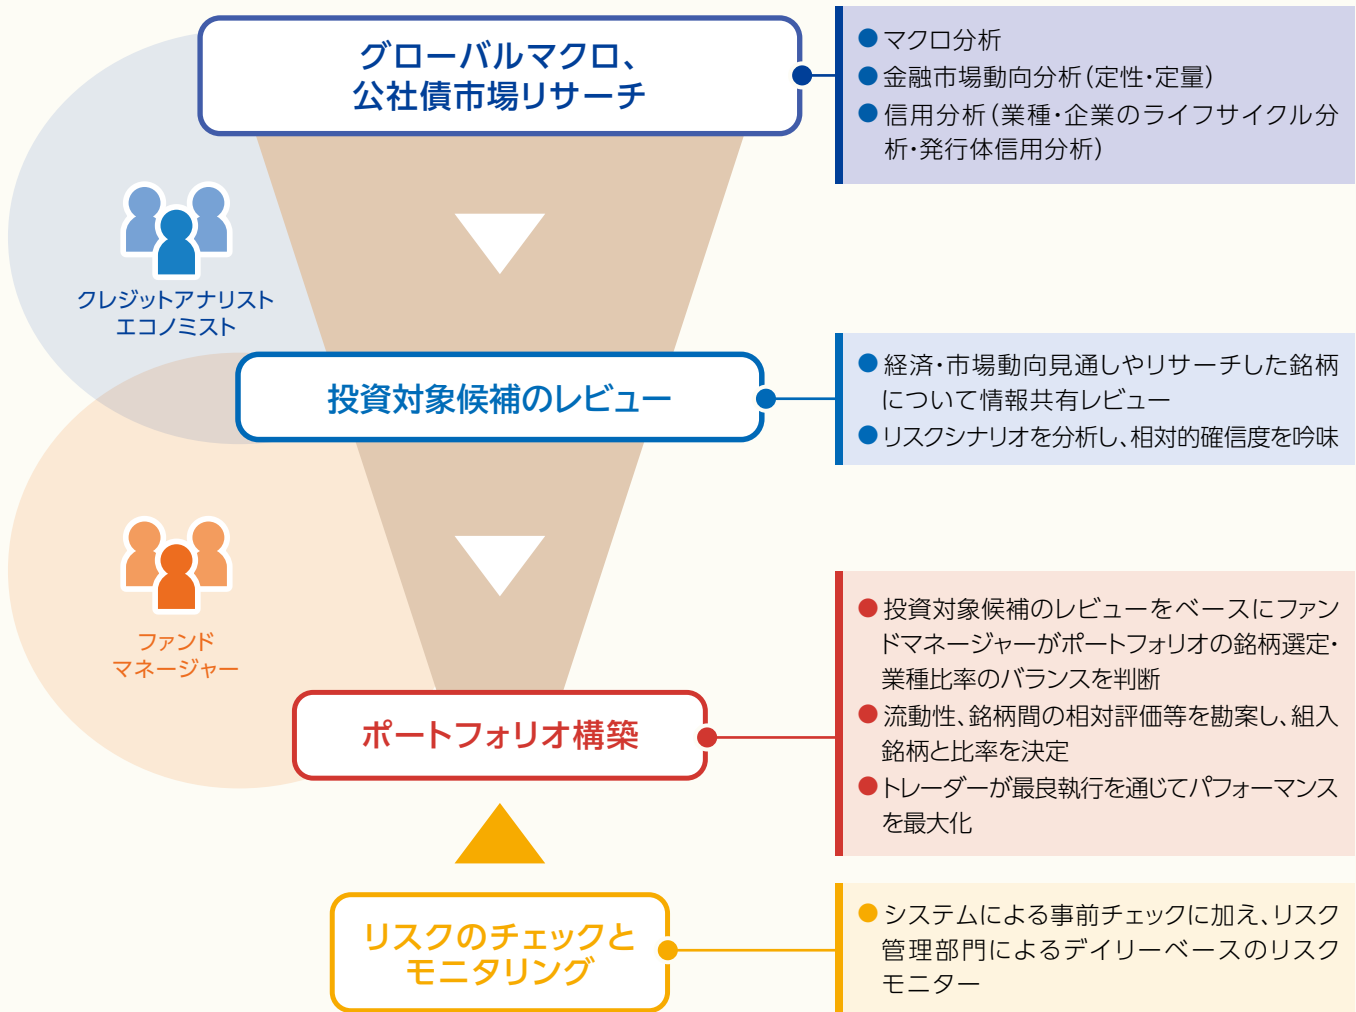 グローバルマクロ、
公社債市場リサーチ
● マクロ分析
● 金融市場動向分析(定性・定量)
● 信用分析(業種・企業のライフサイクル分
析・発行体信用分析)
クレジットアナリスト
エコノミスト
投資対象候補のレビュー
● 経済・市場動向見通しやリサーチした銘柄
について情報共有レビュー
● リスクシナリオを分析し、相対的確信度を吟味
ファンド
マネージャー
ポートフォリオ構築
● 投資対象候補のレビューをベースにファン
ドマネージャーがポートフォリオの銘柄選定・
業種比率のバランスを判断
● 流動性、銘柄間の相対評価等を勘案し、組入
銘柄と比率を決定
● トレーダーが最良執行を通じてパフォーマンス
を最大化
リスクのチェックと
モニタリング
● システムによる事前チェックに加え、リスク
管理部門によるデイリーベースのリスク
モニター